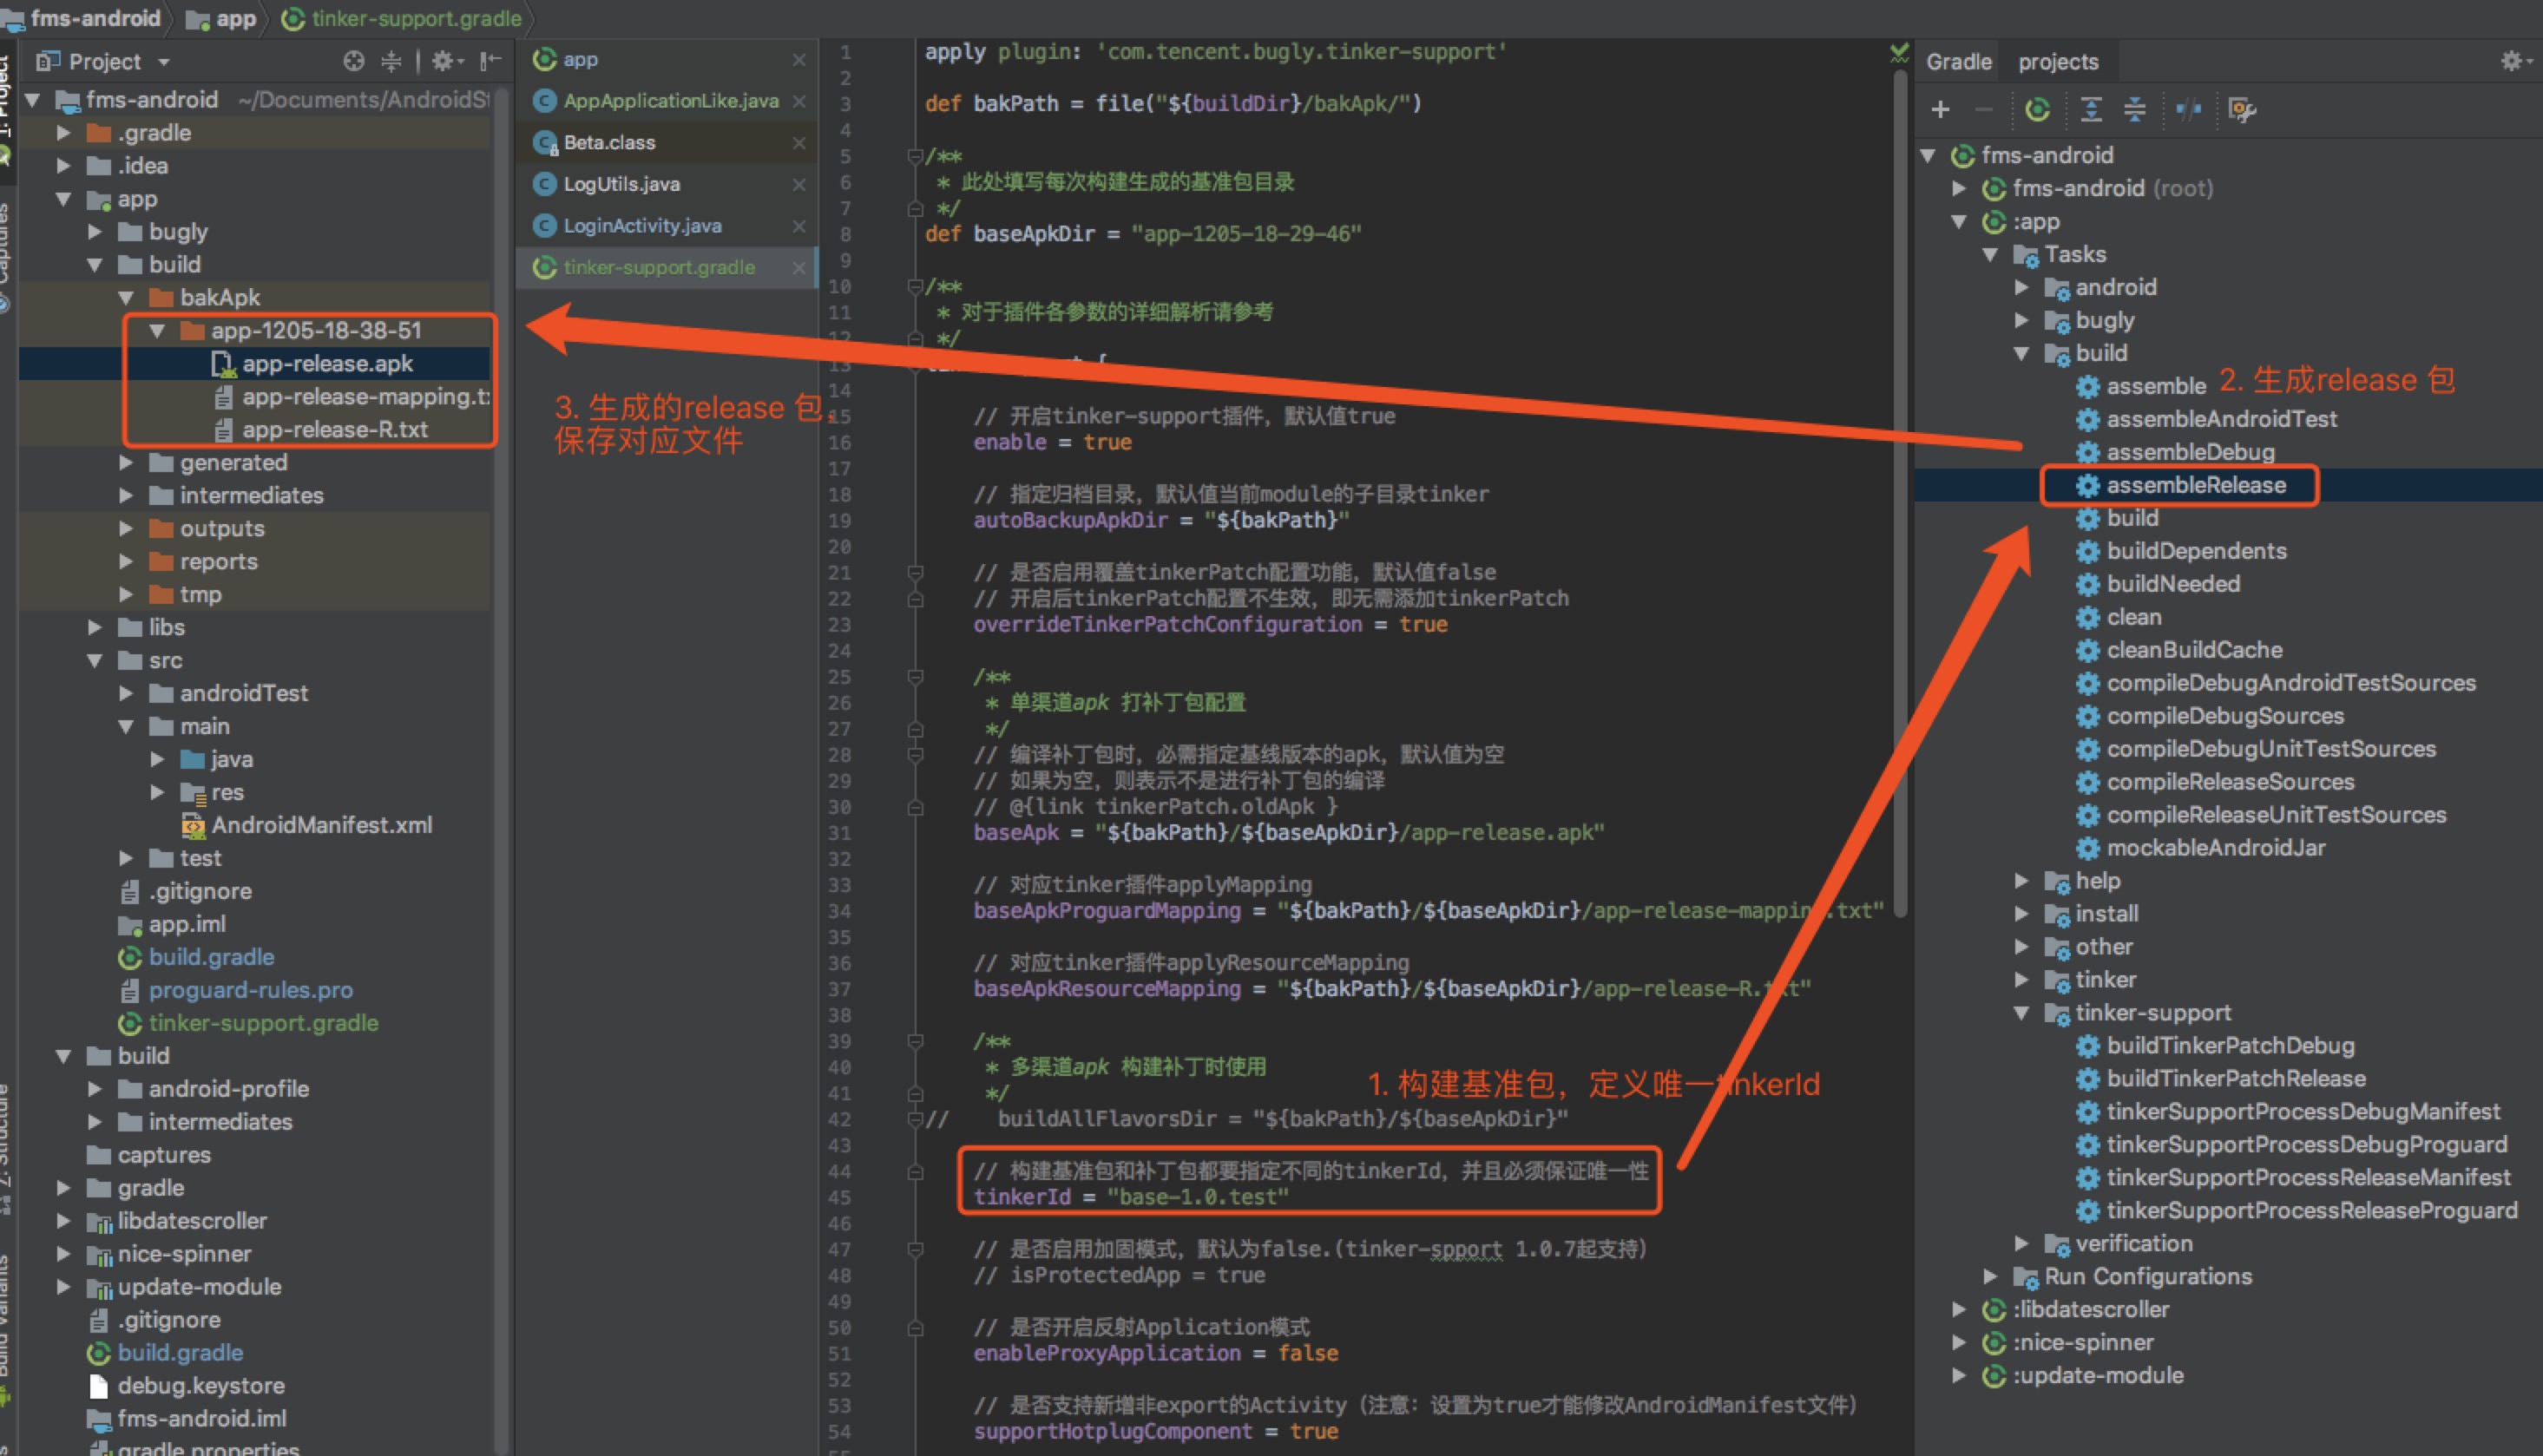 fms-android
app
tinker-support.gradle
1: Project
Captures
Z: Structure
Build Variants
Project
fms-android ~/Documents/AndroidSt
.gradle
.idea
app
bugly
build
bakApk
app-1205-18-38-51
app-release.apk
app-release-mapping.tx
app-release-R.txt
generated
intermediates
outputs
reports
tmp
libs
src
androidTest
main
java
res
AndroidManifest.xml
test
.gitignore
app.iml
build.gradle
proguard-rules.pro
tinker-support.gradle
build
android-profile
intermediates
captures
gradle
libdatescroller
nice-spinner
update-module
.gitignore
build.gradle
debug.keystore
fms-android.iml
gradle.properties
app
AppApplicationLike.java
Beta.class
LogUtils.java
LoginActivity.java
tinker-support.gradle
3. 生成的release 包,
保存对应文件
1 apply plugin: 'com.tencent.bugly.tinker-support'
2
3 def bakPath = file("${buildDir}/bakApk/")
4
5 /**
6 * 此处填写每次构建生成的基准包目录
7 */
8 def baseApkDir = "app-1205-18-29-46"
9
10 /**
11 * 对于插件各参数的详细解析请参考
12 */
13 {
14
15 // 开启tinker-support插件，默认值true
16 enable = true
17
18 // 指定归档目录，默认值当前module的子目录tinker
19 autoBackupApkDir = "${bakPath}"
20
21 // 是否启用覆盖tinkerPatch配置功能，默认值false
22 // 开启后tinkerPatch配置不生效，即无需添加tinkerPatch
23 overrideTinkerPatchConfiguration = true
24
25 /**
26 * 单渠道apk 打补丁包配置
27 */
28 // 编译补丁包时，必需指定基线版本的apk，默认值为空
29 // 如果为空，则表示不是进行补丁包的编译
30 // @{link tinkerPatch.oldApk }
31 baseApk = "${bakPath}/${baseApkDir}/app-release.apk"
32
33 // 对应tinker插件applyMapping
34 baseApkProguardMapping = "${bakPath}/${baseApkDir}/app-release-mapping.txt"
35
36 // 对应tinker插件applyResourceMapping
37 baseApkResourceMapping = "${bakPath}/${baseApkDir}/app-release-R.txt"
38
39 /**
40 * 多渠道apk 构建补丁时使用
41 */
42 // buildAllFlavorsDir = "${bakPath}/${baseApkDir}"
43
44 // 构建基准包和补丁包都要指定不同的tinkerId，并且必须保证唯一性
45 tinkerId = "base-1.0.test"
46
47 // 是否启用加固模式，默认为false.(tinker-spport 1.0.7起支持)
48 // isProtectedApp = true
49
50 // 是否开启反射Application模式
51 enableProxyApplication = false
52
53 // 是否支持新增非export的Activity（注意：设置为true才能修改AndroidManifest文件）
54 supportHotplugComponent = true
55
1. 构建基准包，定义唯一tinkerId
Gradle projects
fms-android
fms-android (root)
:app
Tasks
android
bugly
build
assemble
2. 生成release 包
assembleAndroidTest
assembleDebug
assembleRelease
build
buildDependents
buildNeeded
clean
cleanBuildCache
compileDebugAndroidTestSources
compileDebugSources
compileDebugUnitTestSources
compileReleaseSources
compileReleaseUnitTestSources
mockableAndroidJar
help
install
other
tinker
tinker-support
buildTinkerPatchDebug
buildTinkerPatchRelease
tinkerSupportProcessDebugManifest
tinkerSupportProcessDebugProguard
tinkerSupportProcessReleaseManifest
tinkerSupportProcessReleaseProguard
verification
Run Configurations
:libdatescroller
:nice-spinner
:update-module